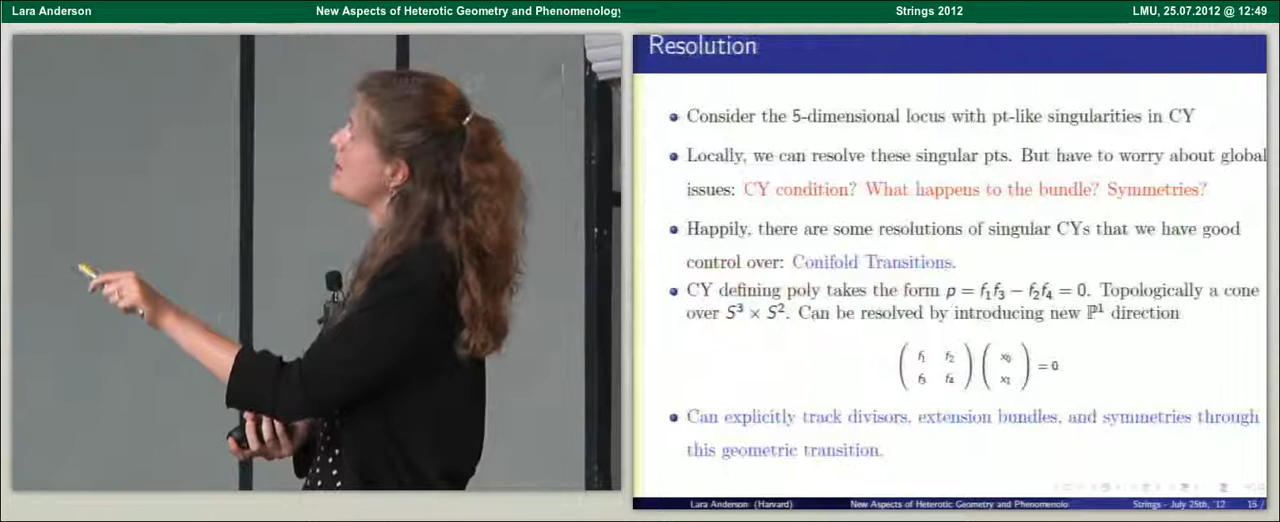 Lara Anderson
New Aspects of Heterotic Geometry and Phenomenology
Strings 2012
LMU, 25.07.2012 @ 12:49
Resolution
Consider the 5-dimensional locus with pt-like singularities in CY
Locally, we can resolve these singular pts. But have to worry about global
issues: CY condition? What happens to the bundle? Symmetries?
Happily, there are some resolutions of singular CYs that we have good
control over: Conifold Transitions.
CY defining poly takes the form p = f₁f₃ − f₂f₄ = 0. Topologically a cone
over S³ × S². Can be resolved by introducing new ℙ¹ direction
( f₁ f₂ ) ( x₀ )
( f₃ f₄ ) ( x₁ ) = 0
Can explicitly track divisors, extension bundles, and symmetries through
this geometric transition.
Lara Anderson (Harvard)
New Aspects of Heterotic Geometry and Phenomenolo
Strings - July 25th, '12
15 /